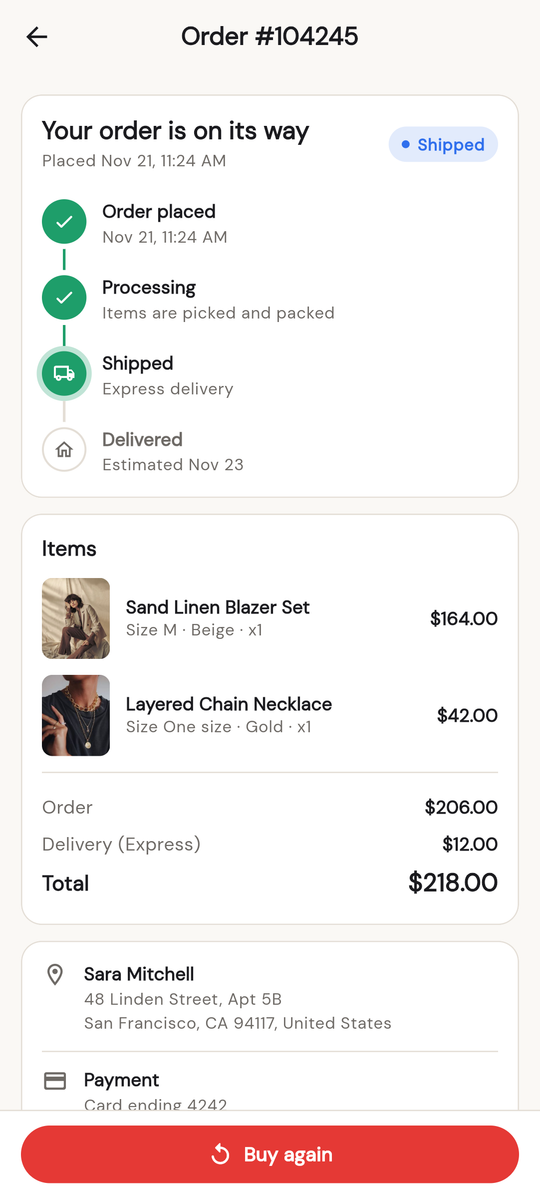 Order #104245
Your order is on its way
Placed Nov 21, 11:24 AM
Shipped
Order placed
Nov 21, 11:24 AM
Processing
Items are picked and packed
Shipped
Express delivery
Delivered
Estimated Nov 23
Items
Sand Linen Blazer Set
Size M · Beige · x1
$164.00
Layered Chain Necklace
Size One size · Gold · x1
$42.00
Order $206.00
Delivery (Express) $12.00
Total $218.00
Sara Mitchell
48 Linden Street, Apt 5B
San Francisco, CA 94117, United States
Payment
Card ending 4242
Buy again